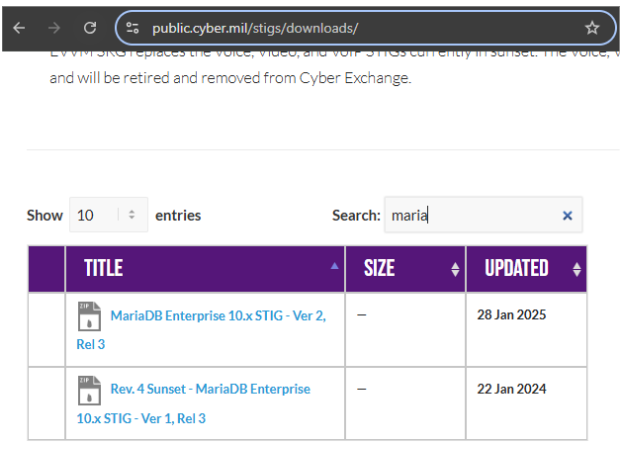 public.cyber.mil/stigs/downloads/
EVVM SRG replaces the Voice, Video, and VoIP STIGs currently in sunset. The Voice, V
and will be retired and removed from Cyber Exchange.
Show 10 entries Search: maria ×
TITLE SIZE UPDATED
ZIP MariaDB Enterprise 10.x STIG - Ver 2, — 28 Jan 2025
Rel 3
ZIP Rev. 4 Sunset - MariaDB Enterprise — 22 Jan 2024
10.x STIG - Ver 1, Rel 3